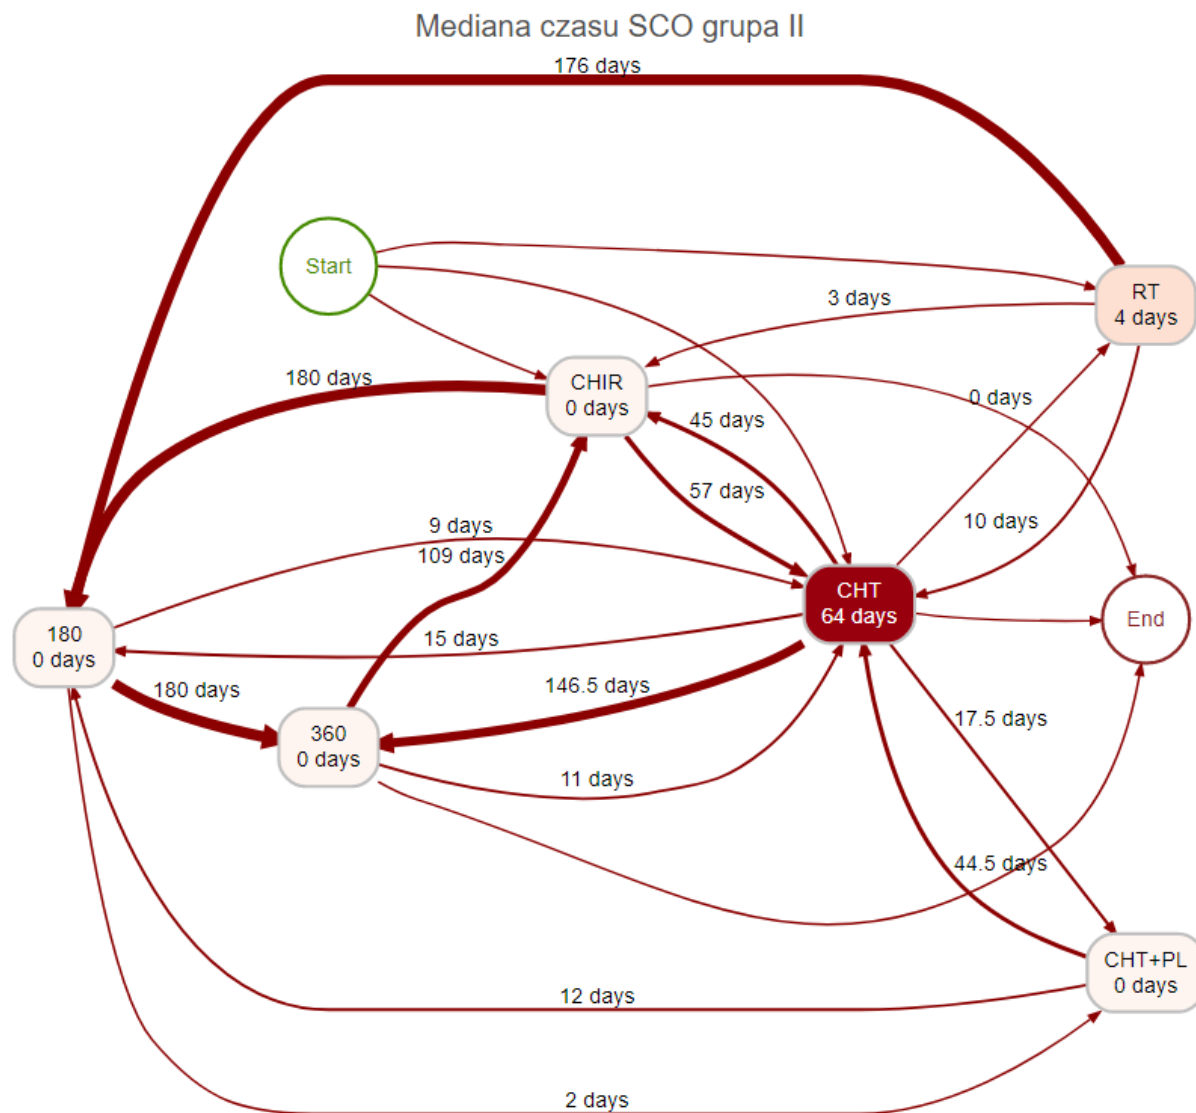 Mediana czasu SCO grupa II
176 days
Start
RT
4 days
3 days
180 days
CHIR
0 days
0 days
45 days
57 days
9 days
109 days
10 days
CHT
64 days
End
180
0 days
15 days
180 days
146.5 days
360
0 days
17.5 days
11 days
44.5 days
CHT+PL
0 days
12 days
2 days